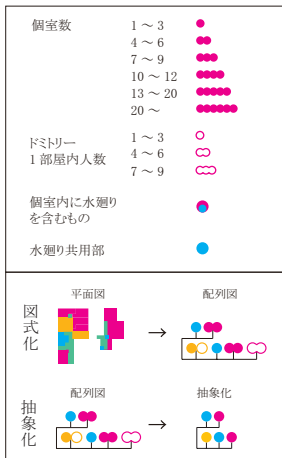 個室数
1 ～ 3
4 ～ 6
7 ～ 9
10 ～ 12
13 ～ 20
20 ～
ドミトリー
1 部屋内人数
1 ～ 3
4 ～ 6
7 ～ 9
個室内に水廻り
を含むもの
水廻り共用部
図式化
平面図
→
配列図
抽象化
配列図
→
抽象化